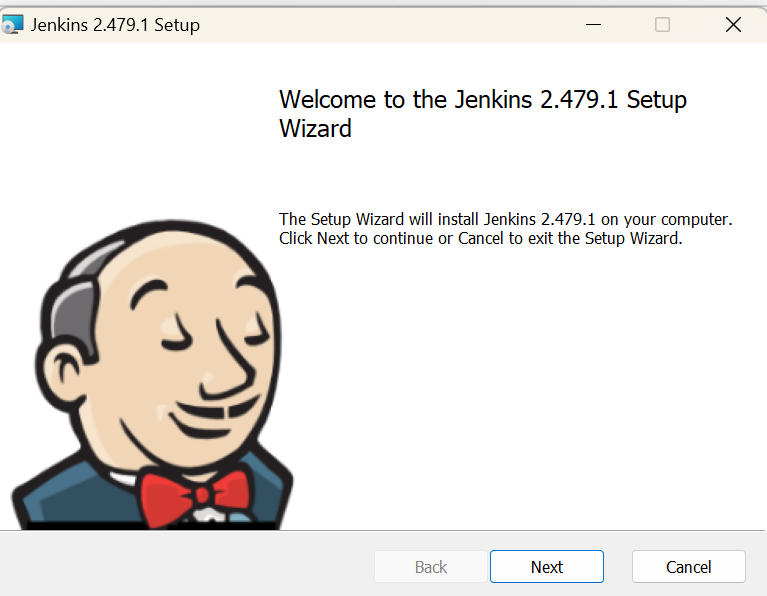 Jenkins 2.479.1 Setup
Welcome to the Jenkins 2.479.1 Setup
Wizard
The Setup Wizard will install Jenkins 2.479.1 on your computer.
Click Next to continue or Cancel to exit the Setup Wizard.
Back Next Cancel